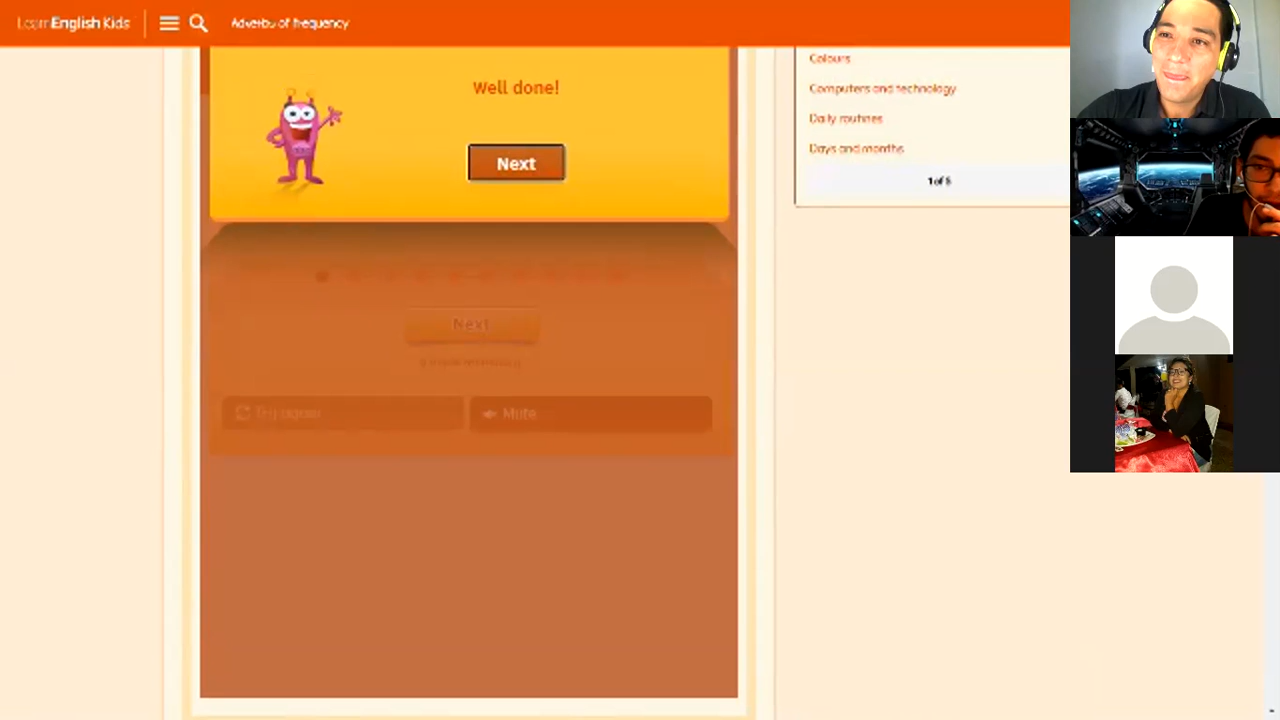 LearnEnglish Kids
Adverbs of frequency
Well done!
Next
Next
Try again
Mute
Colours
Computers and technology
Daily routines
Days and months
1 of 5